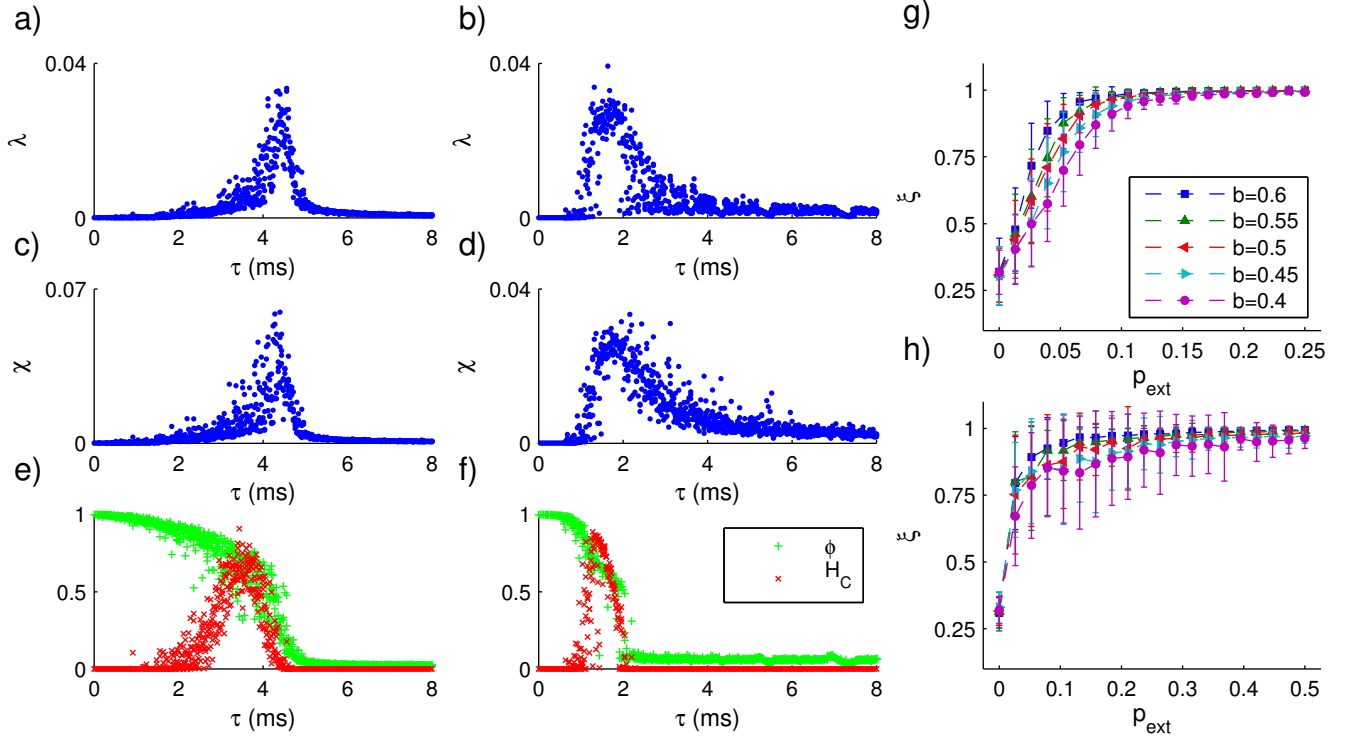 a)
0.04
λ
0
0 2 4 6 8
τ (ms)
b)
0.04
λ
0
0 2 4 6 8
τ (ms)
c)
0.07
χ
0
0 2 4 6 8
τ (ms)
d)
0.04
χ
0
0 2 4 6 8
τ (ms)
e)
1
0.5
0
0 2 4 6 8
τ (ms)
f)
1
0.5
0
ϕ
H_C
0 2 4 6 8
τ (ms)
g)
1
0.75
ξ
0.5
0.25
b=0.6
b=0.55
b=0.5
b=0.45
b=0.4
0 0.05 0.1 0.15 0.2 0.25
p_ext
h)
1
0.75
ξ
0.5
0.25
0 0.1 0.2 0.3 0.4 0.5
p_ext